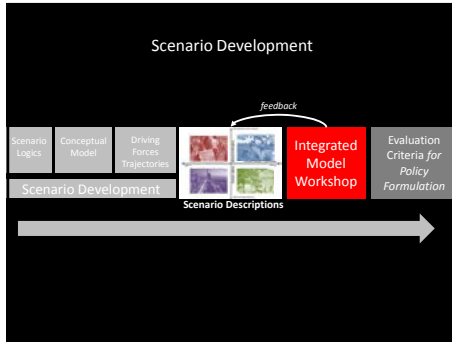 Scenario Development
feedback
Scenario
Logics
Conceptual
Model
Driving
Forces
Trajectories
Scenario Development
Scenario Descriptions
Integrated
Model
Workshop
Evaluation
Criteria for
Policy
Formulation